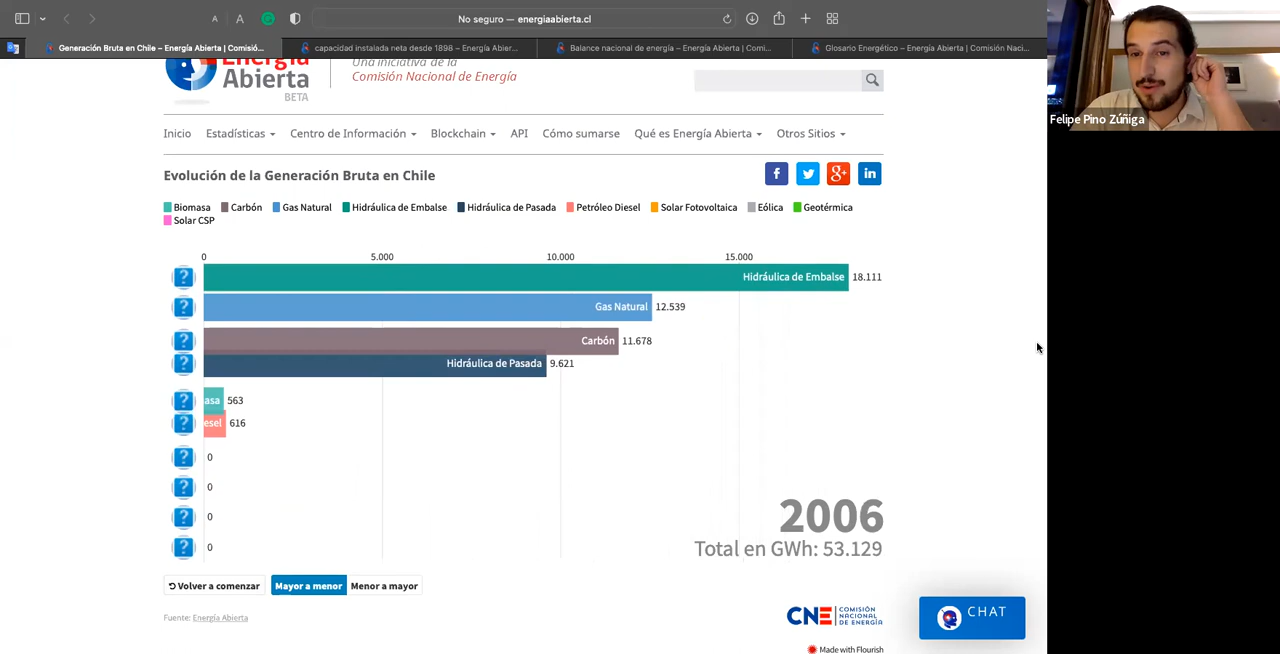 A A No seguro — energiaabierta.cl
Generación Bruta en Chile – Energía Abierta | Comisió... capacidad instalada neta desde 1898 – Energía Abier... Balance nacional de energía – Energía Abierta | Comi... Glosario Energético – Energía Abierta | Comisión Naci...
Energía
Abierta
BETA
Una iniciativa de la
Comisión Nacional de Energía
Inicio Estadísticas Centro de Información Blockchain API Cómo sumarse Qué es Energía Abierta Otros Sitios
Felipe Pino Zúñiga
Evolución de la Generación Bruta en Chile
f g+ in
Biomasa Carbón Gas Natural Hidráulica de Embalse Hidráulica de Pasada Petróleo Diesel Solar Fotovoltaica Eólica Geotérmica
Solar CSP
0 5.000 10.000 15.000
? Hidráulica de Embalse 18.111
? Gas Natural 12.539
? Carbón 11.678
? Hidráulica de Pasada 9.621
? asa 563
? esel 616
? 0
? 0
? 0
? 0
2006
Total en GWh: 53.129
Volver a comenzar Mayor a menor Menor a mayor
Fuente: Energía Abierta
CNE COMISIÓN
NACIONAL
DE ENERGÍA
CHAT
Made with Flourish